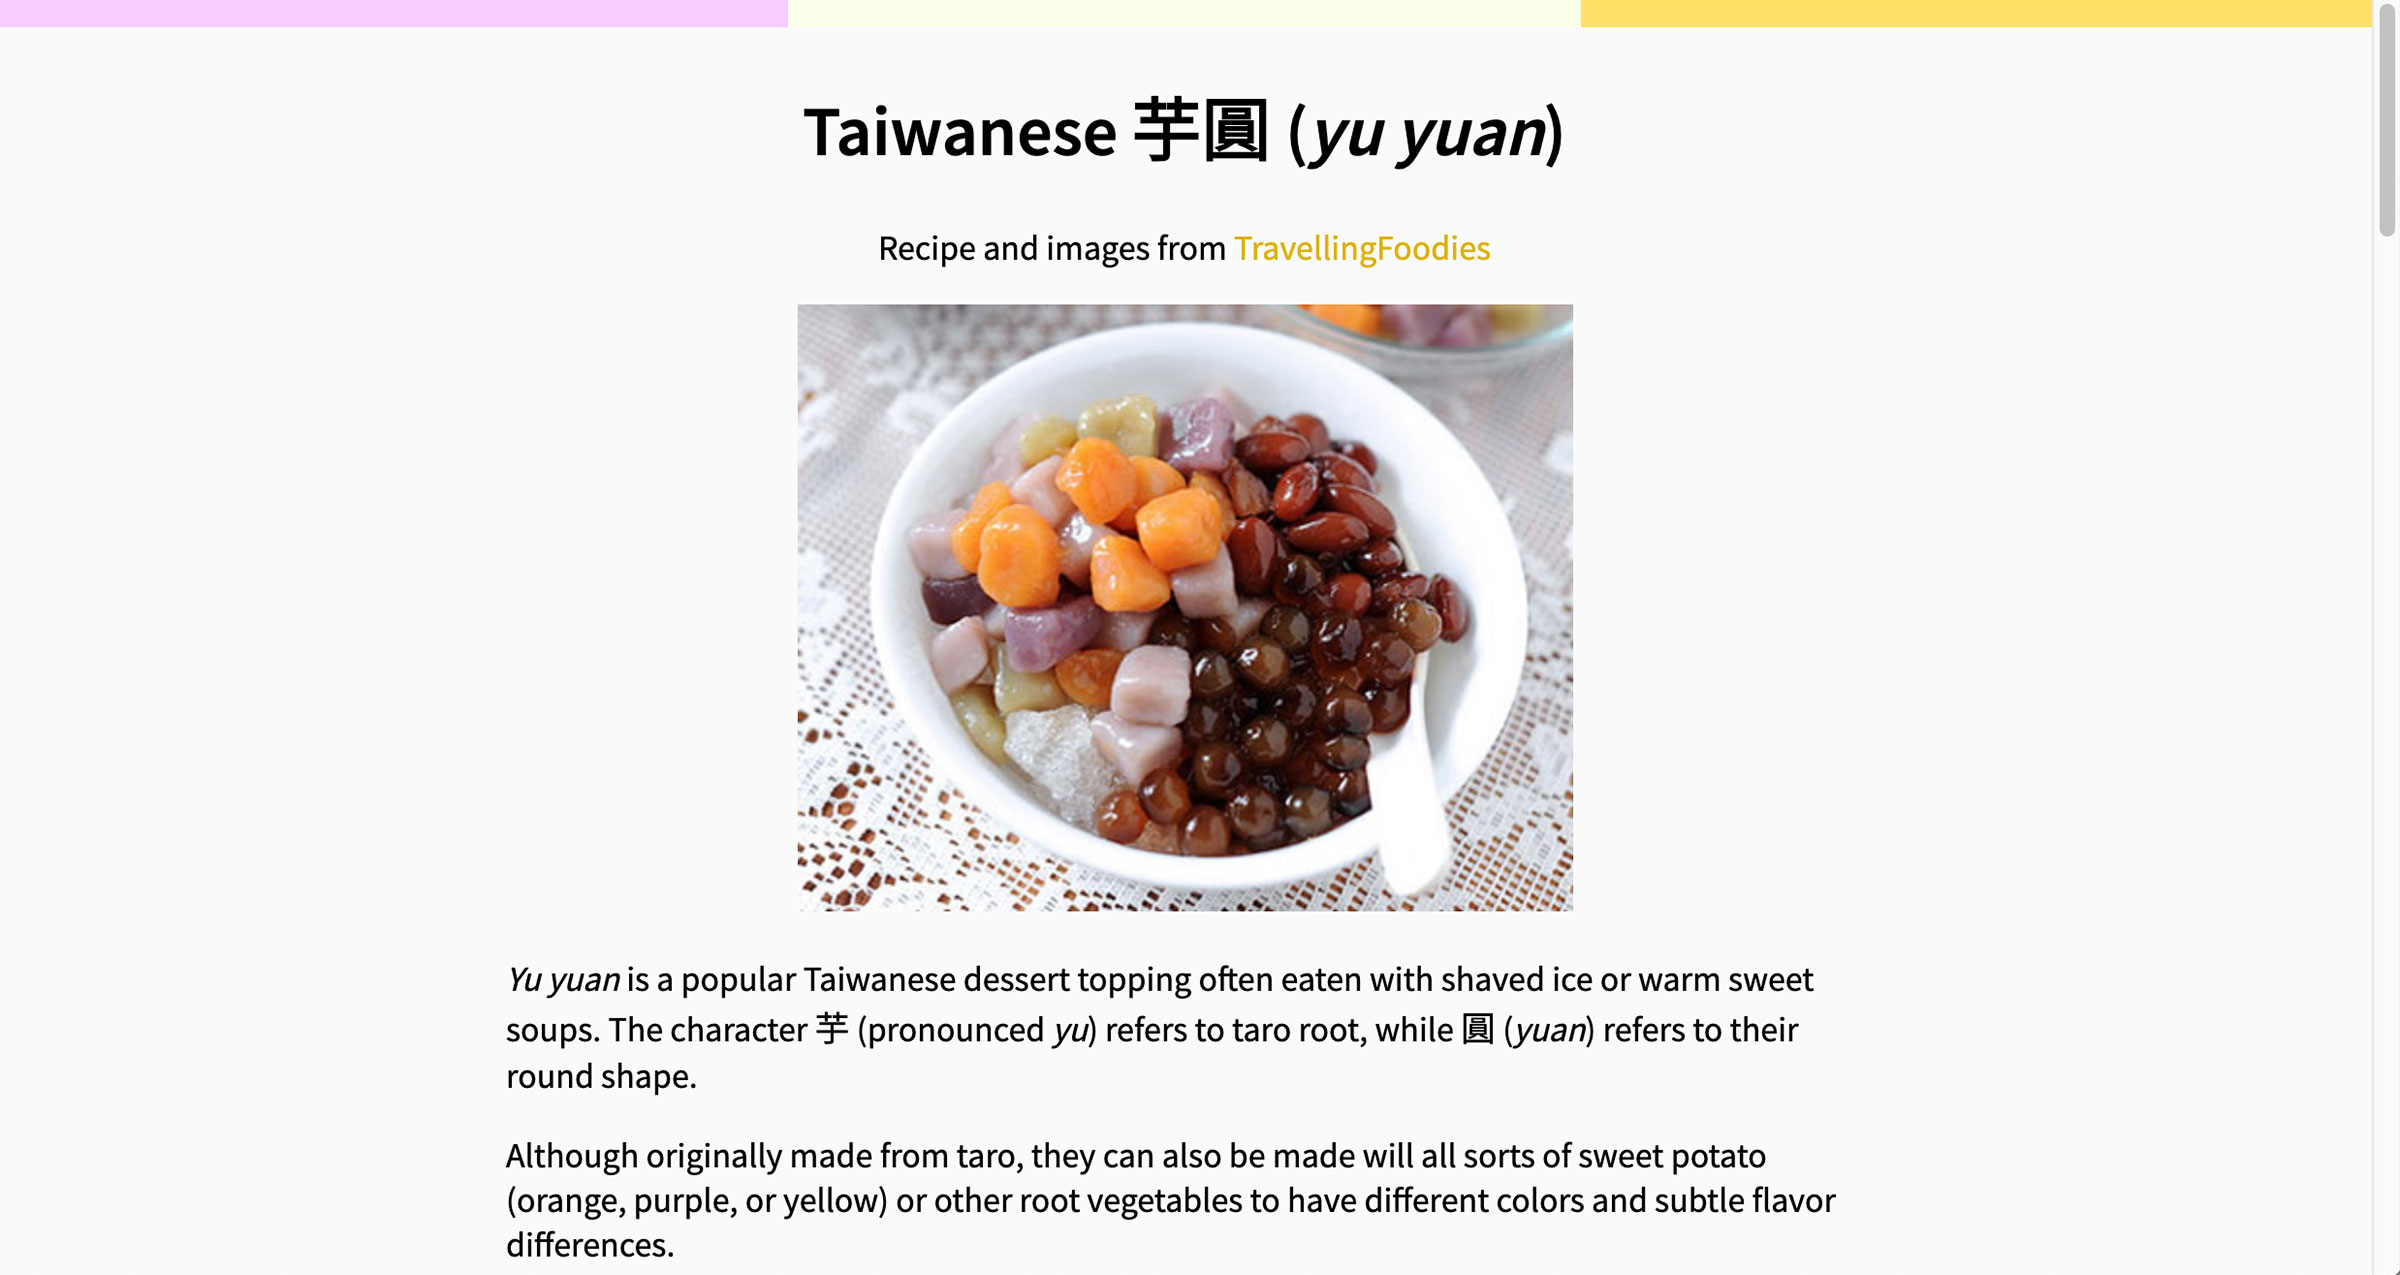 Taiwanese 芋圓 (yu yuan)
Recipe and images from TravellingFoodies
Yu yuan is a popular Taiwanese dessert topping often eaten with shaved ice or warm sweet
soups. The character 芋 (pronounced yu) refers to taro root, while 圓 (yuan) refers to their
round shape.
Although originally made from taro, they can also be made will all sorts of sweet potato
(orange, purple, or yellow) or other root vegetables to have different colors and subtle flavor
differences.